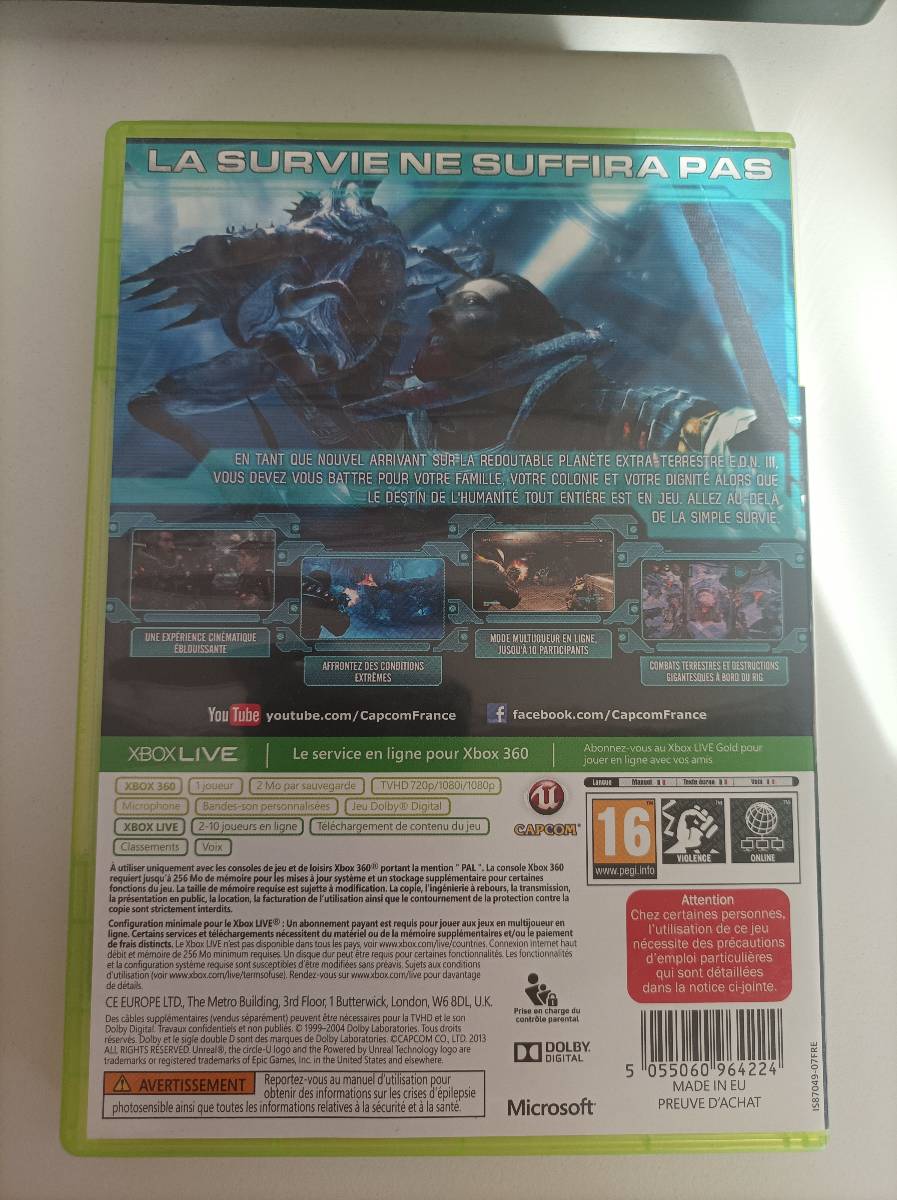 LA SURVIE NE SUFFIRA PAS
EN TANT QUE NOUVEL ARRIVANT SUR LA REDOUTABLE PLANÈTE EXTRA-TERRESTRE E.D.N. III,
VOUS DEVEZ VOUS BATTRE POUR VOTRE FAMILLE, VOTRE COLONIE ET VOTRE DIGNITÉ ALORS QUE
LE DESTIN DE L'HUMANITÉ TOUT ENTIÈRE EST EN JEU. ALLEZ AU-DELÀ
DE LA SIMPLE SURVIE.
UNE EXPÉRIENCE CINÉMATIQUE
ÉBLOUISSANTE
AFFRONTEZ DES CONDITIONS
EXTRÊMES
MODE MULTIJOUEUR EN LIGNE,
JUSQU'À 10 PARTICIPANTS
COMBATS TERRESTRES ET DESTRUCTIONS
GIGANTESQUES À BORD DU RIG
YouTube youtube.com/CapcomFrance
f facebook.com/CapcomFrance
XBOX LIVE
Le service en ligne pour Xbox 360
Abonnez-vous au Xbox LIVE Gold pour
jouer en ligne avec vos amis
XBOX 360 1 joueur 2 Mo par sauvegarde TVHD 720p/1080i/1080p
Microphone Bandes-son personnalisées Jeu Dolby® Digital
XBOX LIVE 2-10 joueurs en ligne Téléchargement de contenu du jeu
Classements Voix
CAPCOM
Langue Manuel Texte écran Voix
16
www.pegi.info
VIOLENCE
ONLINE
À utiliser uniquement avec les consoles de jeu et de loisirs Xbox 360® portant la mention " PAL ". La console Xbox 360
requiert jusqu'à 256 Mo de mémoire pour les mises à jour système et un stockage supplémentaire pour certaines
fonctions du jeu. La taille de mémoire requise est sujette à modification. La copie, l'ingénierie à rebours, la transmission,
la présentation en public, la location, la facturation de l'utilisation ainsi que le contournement de la protection contre la
copie sont strictement interdits.
Configuration minimale pour le Xbox LIVE® : Un abonnement payant est requis pour jouer aux jeux en multijoueur en
ligne. Certains services et téléchargements nécessitent du matériel ou de la mémoire supplémentaires et/ou le paiement
de frais distincts. Le Xbox LIVE n'est pas disponible dans tous les pays, voir www.xbox.com/live/countries. Connexion internet haut
débit et mémoire de 256 Mo minimum requises. Un disque dur peut être requis pour certaines fonctionnalités. Les fonctionnalités
et la configuration système requise sont susceptibles d'être modifiées sans préavis. Sujets aux conditions
d'utilisation (voir www.xbox.com/live/termsofuse). Rendez-vous sur www.xbox.com/live pour davantage
de détails.
CE EUROPE LTD., The Metro Building, 3rd Floor, 1 Butterwick, London, W6 8DL, U.K.
Des câbles supplémentaires (vendus séparément) peuvent être nécessaires pour la TVHD et le son
Dolby Digital. Travaux confidentiels et non publiés. © 1999-2004 Dolby Laboratories. Tous droits
réservés. Dolby et le sigle double D sont des marques de Dolby Laboratories. ©CAPCOM CO., LTD. 2013
ALL RIGHTS RESERVED. Unreal®, the circle-U logo and the Powered by Unreal Technology logo are
trademarks or registered trademarks of Epic Games, Inc. in the United States and elsewhere.
AVERTISSEMENT
Reportez-vous au manuel d'utilisation pour
obtenir des informations sur les crises d'épilepsie
photosensible ainsi que toutes les informations relatives à la sécurité et à la santé.
Prise en charge du
contrôle parental
DOLBY
DIGITAL
Microsoft
Attention
Chez certaines personnes,
l'utilisation de ce jeu
nécessite des précautions
d'emploi particulières
qui sont détaillées
dans la notice ci-jointe.
5 055060 964224
MADE IN EU
PREUVE D'ACHAT
IS87049-07FRE